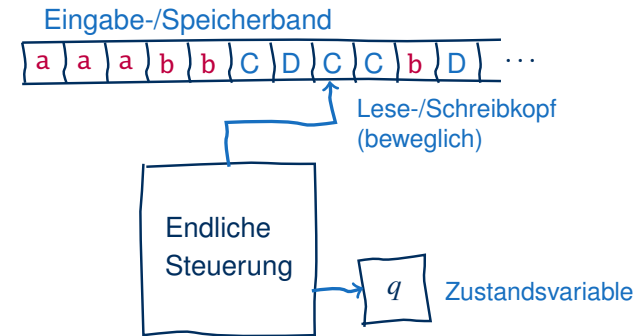 Eingabe-/Speicherband
a a a b b C D C C b D ...
Lese-/Schreibkopf
(beweglich)
Endliche
Steuerung
q
Zustandsvariable